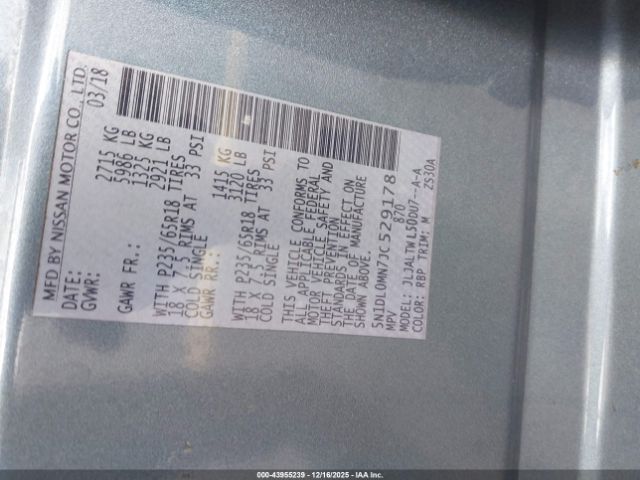 MFD BY NISSAN MOTOR CO., LTD.
DATE: 03/18
GVWR: 2715 KG
5986 LB
GAWR FR.: 1325 KG
2921 LB
WITH P235/65R18 TIRES
18 X 7.5 RIMS AT 33 PSI
COLD SINGLE
GAWR RR.: 1415 KG
3120 LB
WITH P235/65R18 TIRES
18 X 7.5 RIMS AT 33 PSI
COLD SINGLE
THIS VEHICLE CONFORMS TO
ALL APPLICABLE FEDERAL
MOTOR VEHICLE SAFETY AND
THEFT PREVENTION
STANDARDS IN EFFECT ON
THE DATE OF MANUFACTURE
SHOWN ABOVE.
5N1DL0MN7JC529178
MPV 870
MODEL: JLJALTWL50DU7--A-A
COLOR: RBP TRIM: M ZS30A
000-43955239 - 12/16/2025 - IAA Inc.